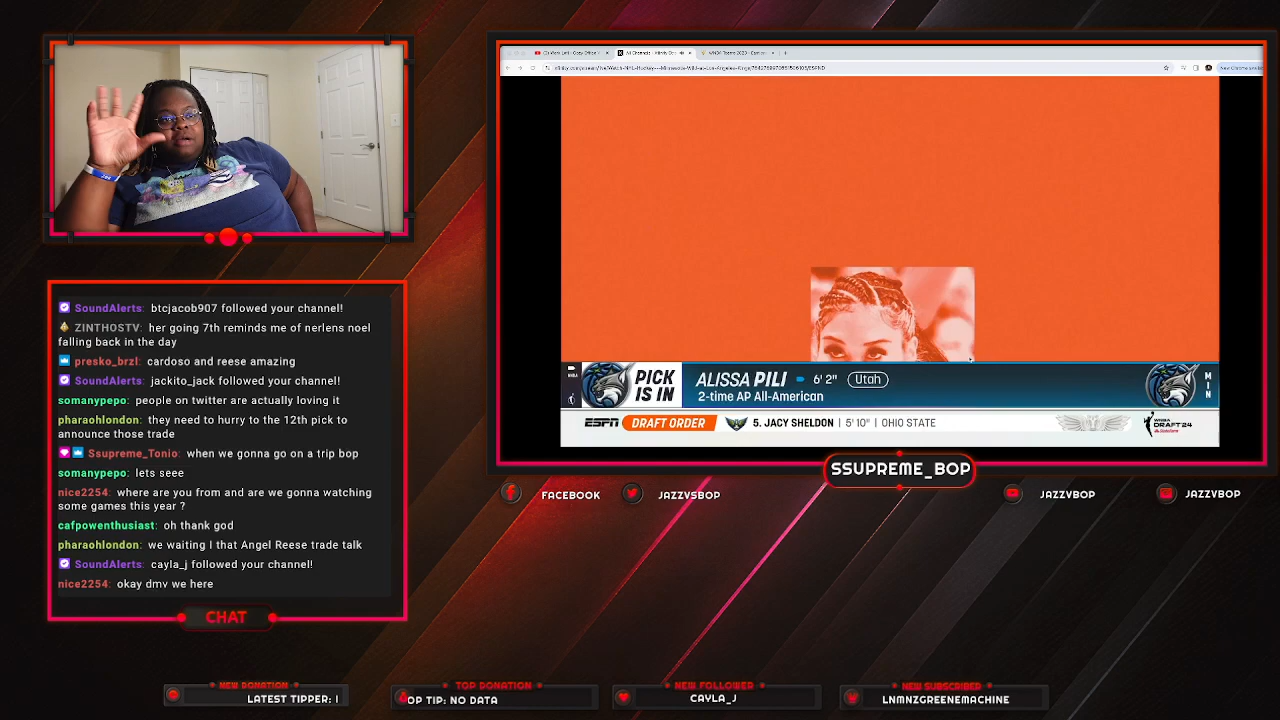 SoundAlerts: btcjacob907 followed your channel!
ZINTHOSTV: her going 7th reminds me of nerlens noel
falling back in the day
presko_brzl: cardoso and reese amazing
SoundAlerts: jackito_jack followed your channel!
somanypepo: people on twitter are actually loving it
pharaohlondon: they need to hurry to the 12th pick to
announce those trade
Ssupreme_Tonio: when we gonna go on a trip bop
somanypepo: lets seee
nice2254: where are you from and are we gonna watching
some games this year ?
cafpowenthusiast: oh thank god
pharaohlondon: we waiting I that Angel Reese trade talk
SoundAlerts: cayla_j followed your channel!
nice2254: okay dmv we here
CHAT
PICK
IS IN
ALISSA PILI 6' 2" Utah
2-time AP All-American
MIN
ESPN DRAFT ORDER 5. JACY SHELDON | 5' 10" | OHIO STATE
WNBA
DRAFT 24
SSUPREME_BOP
FACEBOOK
JAZZVSBOP
JAZZVBOP
JAZZVBOP
NEW DONATION
LATEST TIPPER: 
TOP DONATION
OP TIP: NO DATA
NEW FOLLOWER
CAYLA_J
NEW SUBSCRIBER
LNMNZGREENEMACHINE